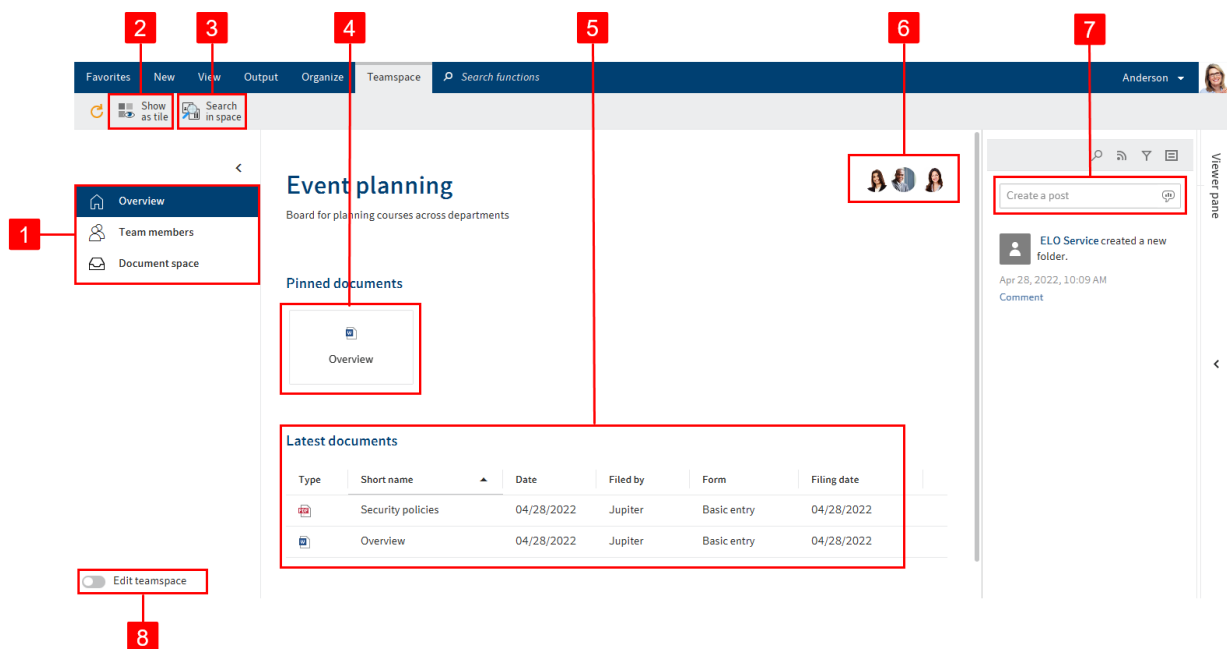 2 3 4 5 6 7
Favorites New View Output Organize Teamspace Search functions Anderson
Show
as tile
Search
in space
Viewer pane
Event planning
Board for planning courses across departments
1
Overview
Team members
Document space
Create a post
ELO Service created a new
folder.
Apr 28, 2022, 10:09 AM
Comment
Pinned documents
W
Overview
Latest documents
Type Short name Date Filed by Form Filing date
PDF Security policies 04/28/2022 Jupiter Basic entry 04/28/2022
W Overview 04/28/2022 Jupiter Basic entry 04/28/2022
Edit teamspace
8